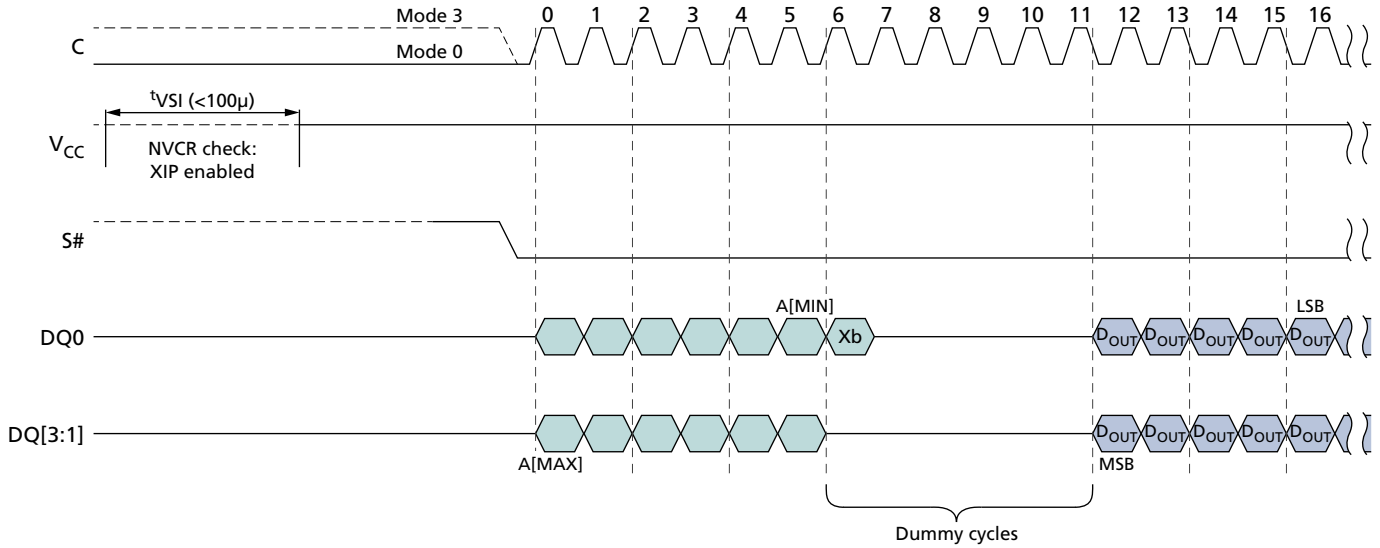 Mode 3
0 1 2 3 4 5 6 7 8 9 10 11 12 13 14 15 16
C
Mode 0
tVSI (<100µ)
VCC
NVCR check:
XIP enabled
S#
A[MIN]
LSB
DQ0
Xb
DOUT DOUT DOUT DOUT DOUT
DQ[3:1]
DOUT DOUT DOUT DOUT DOUT
A[MAX]
MSB
Dummy cycles